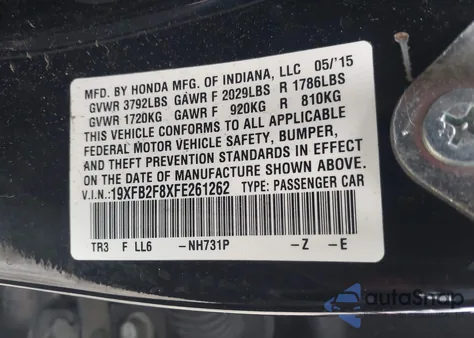 MFD. BY HONDA MFG. OF INDIANA, LLC 05/'15
GVWR 3792LBS GAWR F 2029LBS R 1786LBS
GVWR 1720KG GAWR F 920KG R 810KG
THIS VEHICLE CONFORMS TO ALL APPLICABLE
FEDERAL MOTOR VEHICLE SAFETY, BUMPER,
AND THEFT PREVENTION STANDARDS IN EFFECT
ON THE DATE OF MANUFACTURE SHOWN ABOVE.
V.I.N.:19XFB2F8XFE261262 TYPE: PASSENGER CAR
TR3 F LL6 -NH731P -Z -E
autoSnap